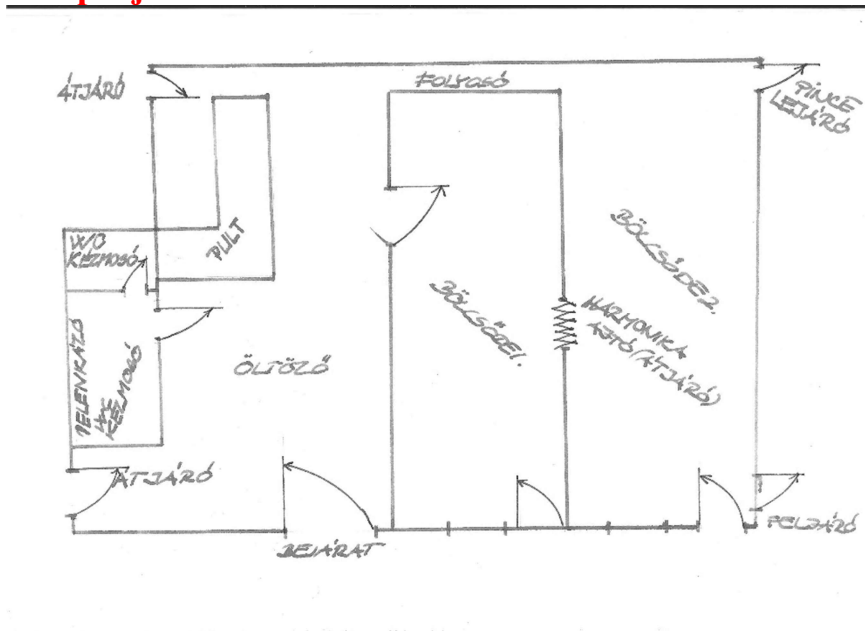 ÁTJÁRÓ
FOLYOSÓ
PINCE
LEJÁRÓ
W/C
KÉZMOSÓ
PULT
BÖLCSŐDE 1.
BÖLCSŐDE 2.
HARMONIKA
AJTÓ (ÁTJÁRÓ)
PELENKÁZÓ
KÉZMOSÓ
ÖLTÖZŐ
ÁTJÁRÓ
BEJÁRAT
FELJÁRÓ